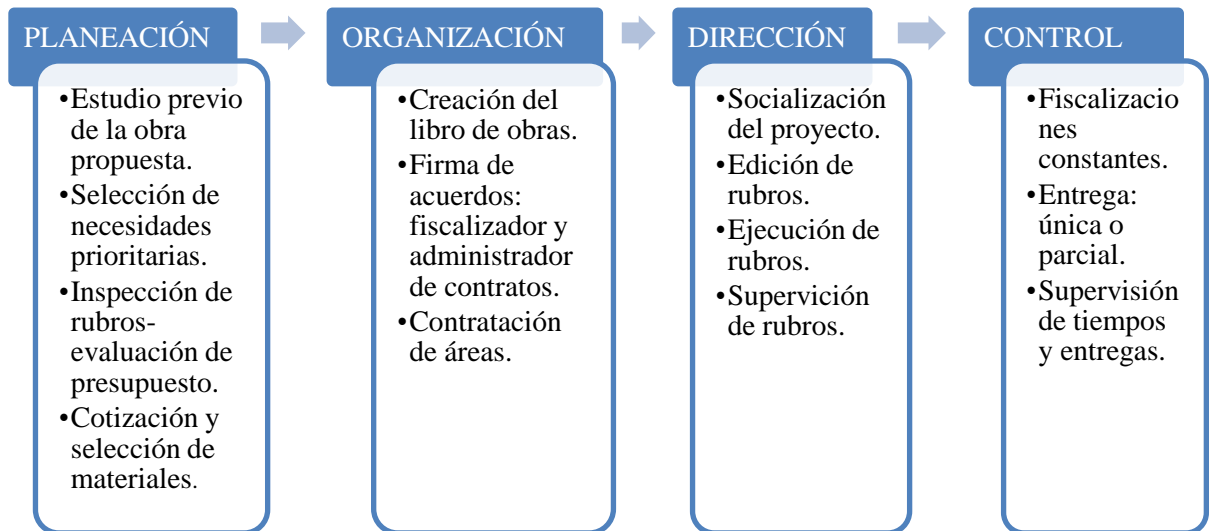 PLANEACIÓN
•Estudio previo
de la obra
propuesta.
•Selección de
necesidades
prioritarias.
•Inspección de
rubros-
evaluación de
presupuesto.
•Cotización y
selección de
materiales.
ORGANIZACIÓN
•Creación del
libro de obras.
•Firma de
acuerdos:
fiscalizador y
administrador
de contratos.
•Contratación
de áreas.
DIRECCIÓN
•Socialización
del proyecto.
•Edición de
rubros.
•Ejecución de
rubros.
•Supervición
de rubros.
CONTROL
•Fiscalizacio
nes
constantes.
•Entrega:
única o
parcial.
•Supervisión
de tiempos
y entregas.